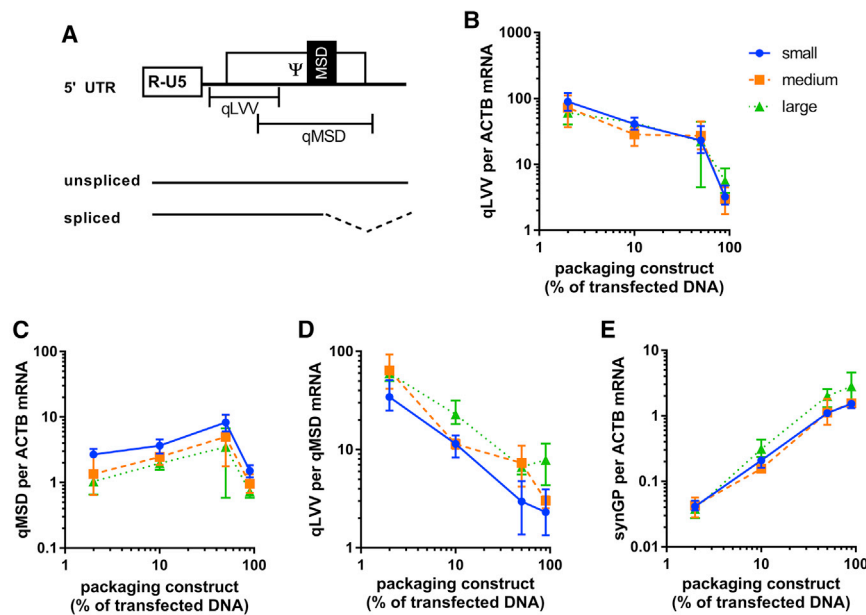 A
R-U5
Ψ
MSD
5' UTR
qLVV
qMSD
unspliced
spliced
B
qLVV per ACTB mRNA
1000
100
10
1
1
10
100
packaging construct
(% of transfected DNA)
small
medium
large
C
qMSD per ACTB mRNA
100
10
1
0.1
1
10
100
packaging construct
(% of transfected DNA)
D
qLVV per qMSD mRNA
100
10
1
1
10
100
packaging construct
(% of transfected DNA)
E
synGP per ACTB mRNA
10
1
0.1
0.01
1
10
100
packaging construct
(% of transfected DNA)